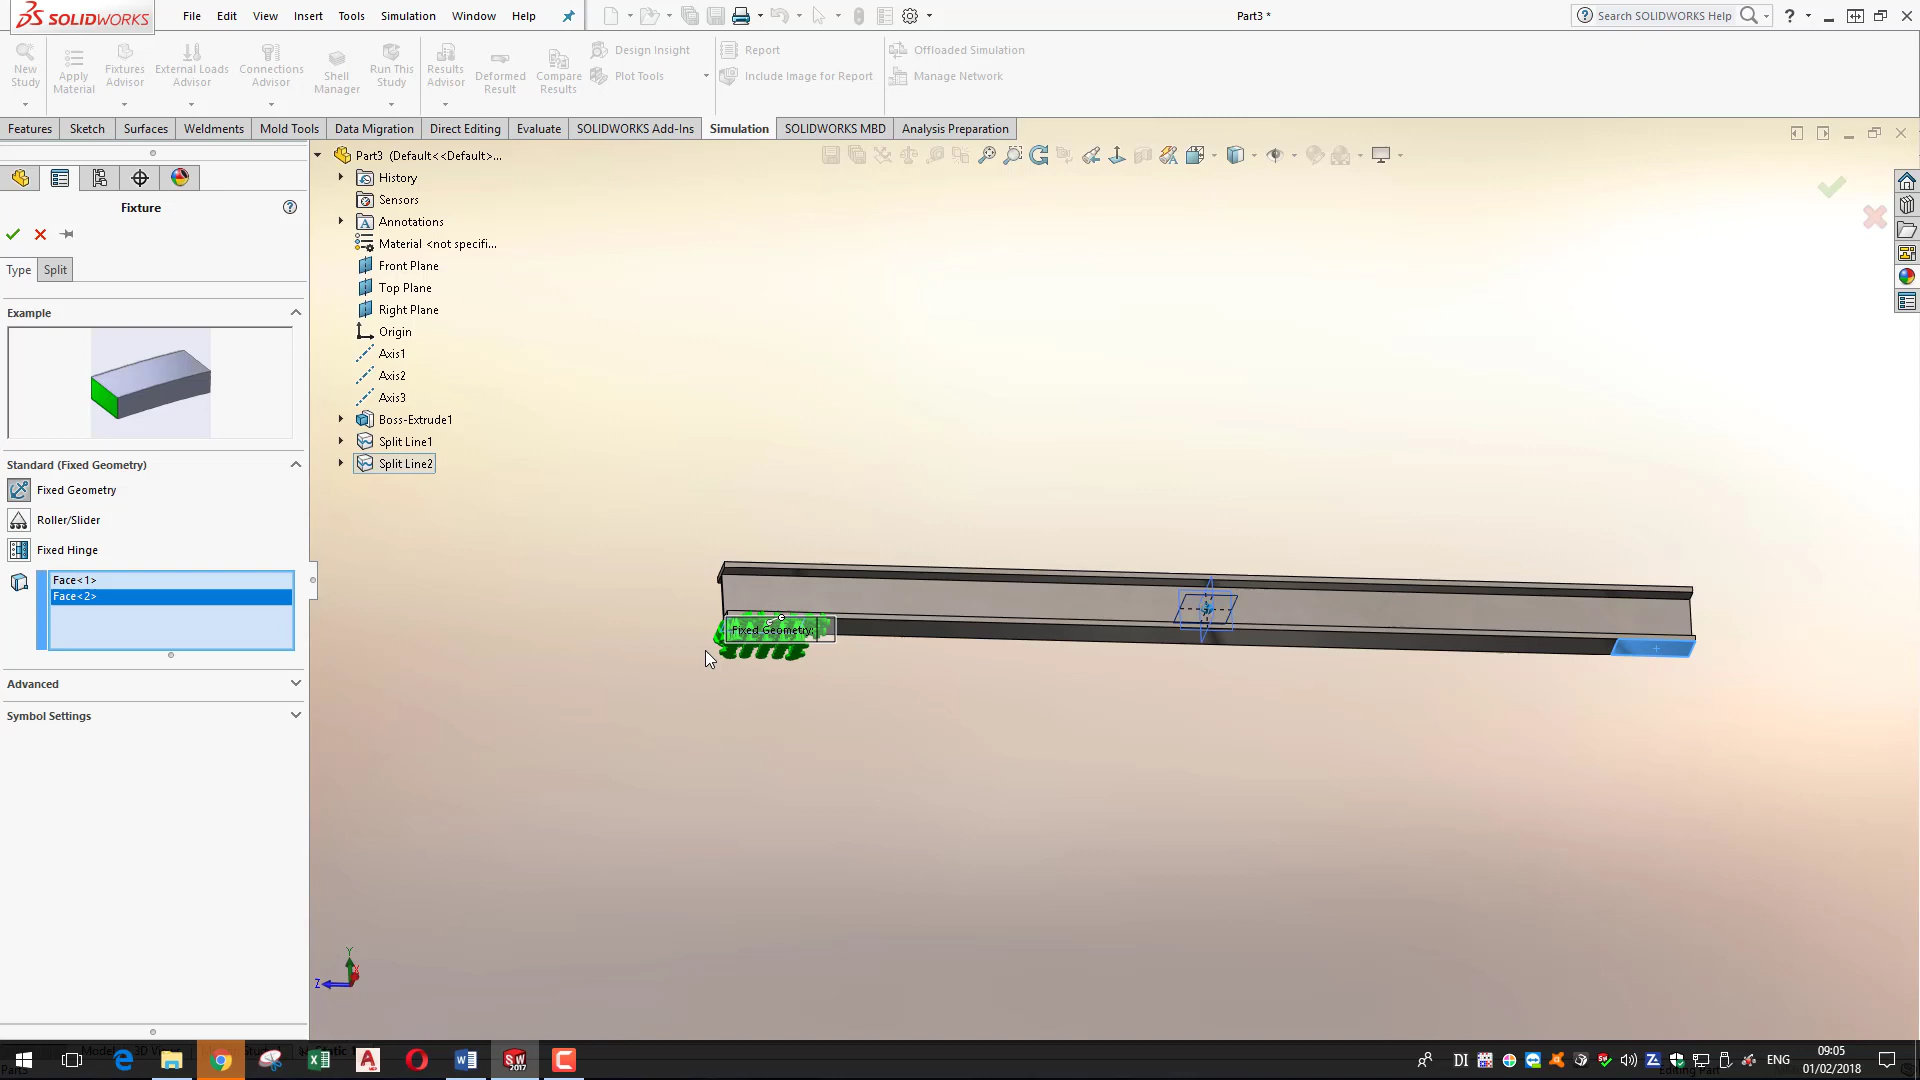 SOLIDWORKS
File Edit View Insert Tools Simulation Window Help
Part3 *
Search SOLIDWORKS Help
New Study
Apply Material
Fixtures Advisor
External Loads Advisor
Connections Advisor
Shell Manager
Run This Study
Results Advisor
Deformed Result
Compare Results
Design Insight
Plot Tools
Report
Include Image for Report
Offloaded Simulation
Manage Network
Features Sketch Surfaces Weldments Mold Tools Data Migration Direct Editing Evaluate SOLIDWORKS Add-Ins Simulation SOLIDWORKS MBD Analysis Preparation
Fixture
Type Split
Example
Standard (Fixed Geometry)
Fixed Geometry
Roller/Slider
Fixed Hinge
Face<1>
Face<2>
Advanced
Symbol Settings
Part3 (Default<<Default>...
History
Sensors
Annotations
Material <not specifi...
Front Plane
Top Plane
Right Plane
Origin
Axis1
Axis2
Axis3
Boss-Extrude1
Split Line1
Split Line2
Fixed Geometry:
Y
Z
SW
2017
DI
ENG
09:05
01/02/2018